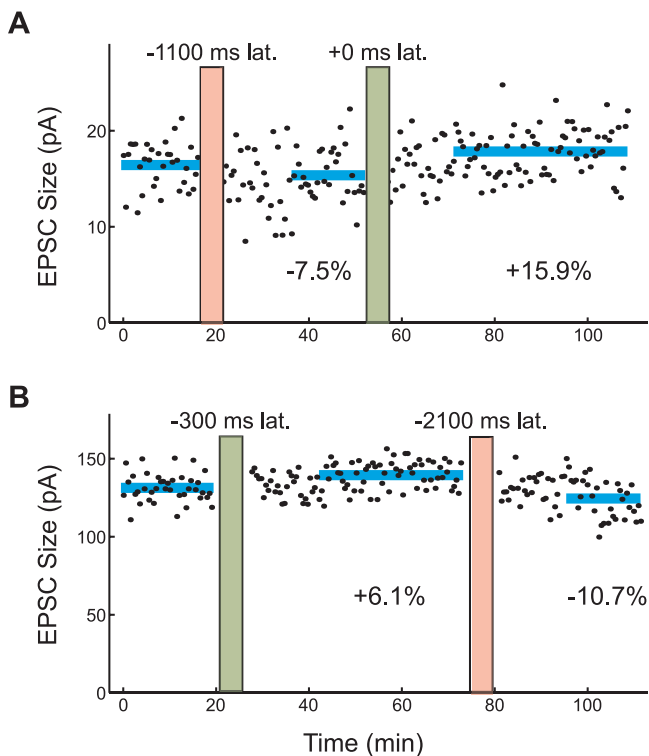 A
-1100 ms lat. +0 ms lat.
EPSC Size (pA)
20
10
0
-7.5% +15.9%
0 20 40 60 80 100
B
-300 ms lat. -2100 ms lat.
EPSC Size (pA)
150
100
50
0
+6.1% -10.7%
0 20 40 60 80 100
Time (min)